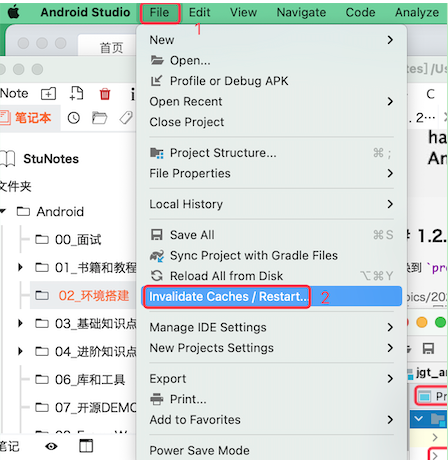 Android Studio File Edit View Navigate Code Analyze
1
首页
Note
笔记本
StuNotes
文件夹
Android
00_面试
01_书籍和教程
02_环境搭建
03_基础知识点
04_进阶知识点
06_库和工具
07_开源DEMO
笔记
New
Open...
Profile or Debug APK
Open Recent
Close Project
Project Structure... ⌘ ;
File Properties
Local History
Save All ⌘ S
Sync Project with Gradle Files
Reload All from Disk ⌥⌘Y
Invalidate Caches / Restart... 2
Manage IDE Settings
New Projects Settings
Export
Print...
Add to Favorites
Power Save Mode
es] /Us
C
. 2...
ha
An
# 1.2.
换到 `pro
opics/20
jgt_an
Pr